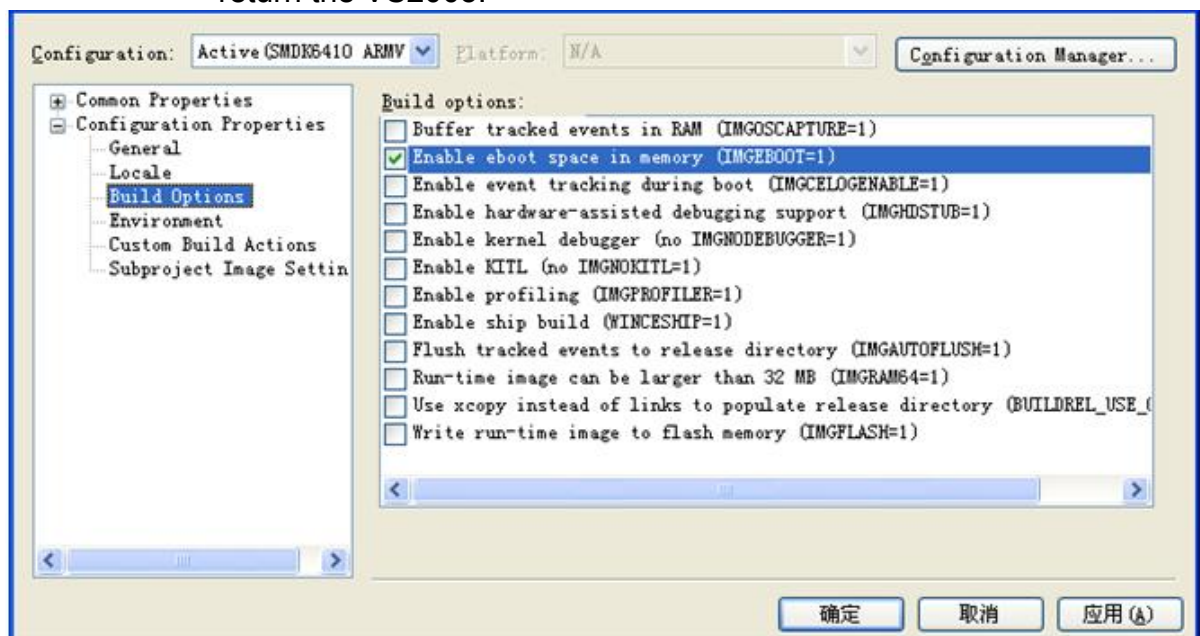 return the VS2005.
Configuration: Active(SMDK6410 ARMV Platform: N/A Configuration Manager...
Common Properties
Configuration Properties
General
Locale
Build Options
Environment
Custom Build Actions
Subproject Image Settin
Build options:
Buffer tracked events in RAM (IMGOSCAPTURE=1)
Enable eboot space in memory (IMGEBOOT=1)
Enable event tracking during boot (IMGCELOGENABLE=1)
Enable hardware-assisted debugging support (IMGHDSTUB=1)
Enable kernel debugger (no IMGNODEBUGGER=1)
Enable KITL (no IMGNOKITL=1)
Enable profiling (IMGPROFILER=1)
Enable ship build (WINCESHIP=1)
Flush tracked events to release directory (IMGAUTOFLUSH=1)
Run-time image can be larger than 32 MB (IMGRAM64=1)
Use xcopy instead of links to populate release directory (BUILDREL_USE_
Write run-time image to flash memory (IMGFLASH=1)
确定 取消 应用(A)